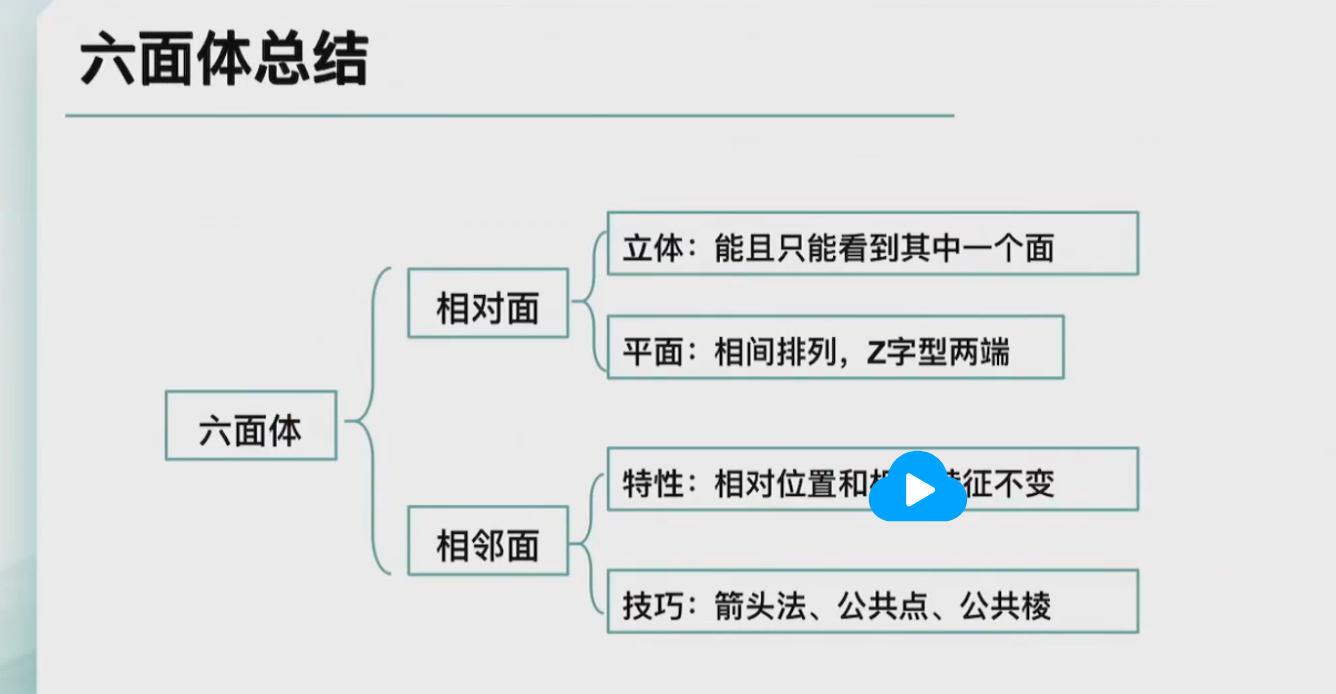 六面体总结
立体：能且只能看到其中一个面
相对面
平面：相间排列，Z字型两端
六面体
特性：相对位置和征不变
相邻面
技巧：箭头法、公共点、公共棱